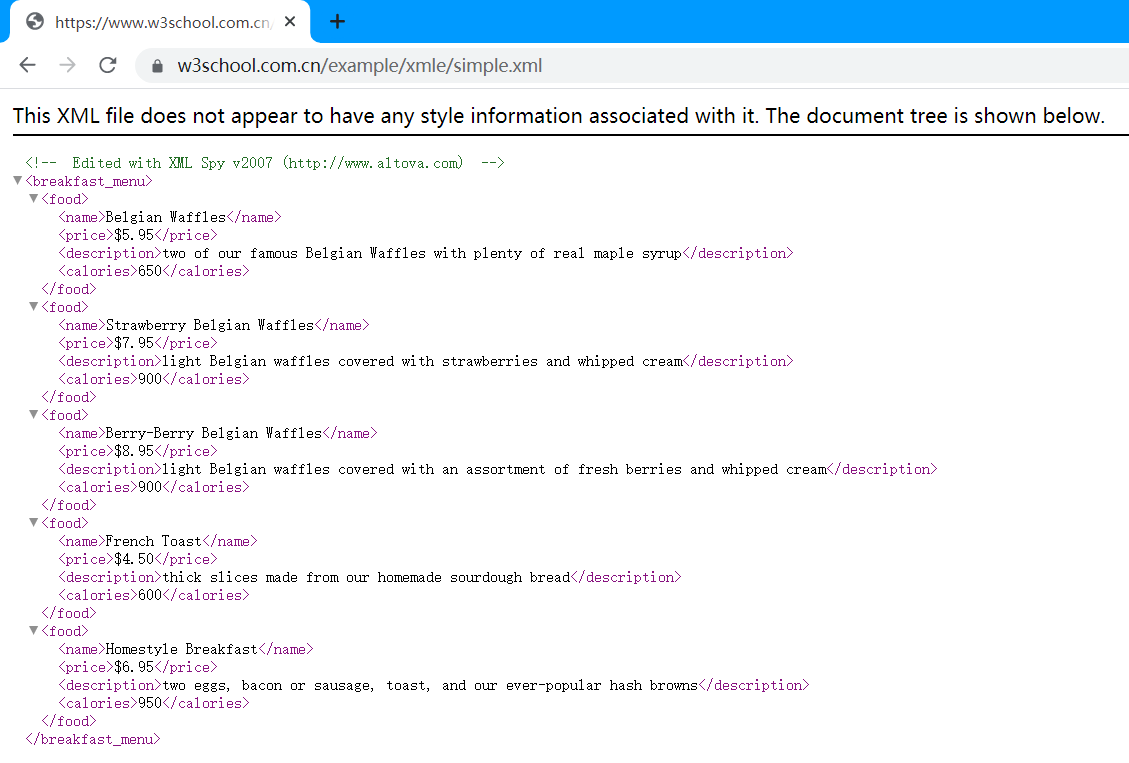 https://www.w3school.com.cn/
w3school.com.cn/example/xmle/simple.xml
This XML file does not appear to have any style information associated with it. The document tree is shown below.
<!--  Edited with XML Spy v2007 (http://www.altova.com)  -->
▼<breakfast_menu>
▼<food>
<name>Belgian Waffles</name>
<price>$5.95</price>
<description>two of our famous Belgian Waffles with plenty of real maple syrup</description>
<calories>650</calories>
</food>
▼<food>
<name>Strawberry Belgian Waffles</name>
<price>$7.95</price>
<description>light Belgian waffles covered with strawberries and whipped cream</description>
<calories>900</calories>
</food>
▼<food>
<name>Berry-Berry Belgian Waffles</name>
<price>$8.95</price>
<description>light Belgian waffles covered with an assortment of fresh berries and whipped cream</description>
<calories>900</calories>
</food>
▼<food>
<name>French Toast</name>
<price>$4.50</price>
<description>thick slices made from our homemade sourdough bread</description>
<calories>600</calories>
</food>
▼<food>
<name>Homestyle Breakfast</name>
<price>$6.95</price>
<description>two eggs, bacon or sausage, toast, and our ever-popular hash browns</description>
<calories>950</calories>
</food>
</breakfast_menu>